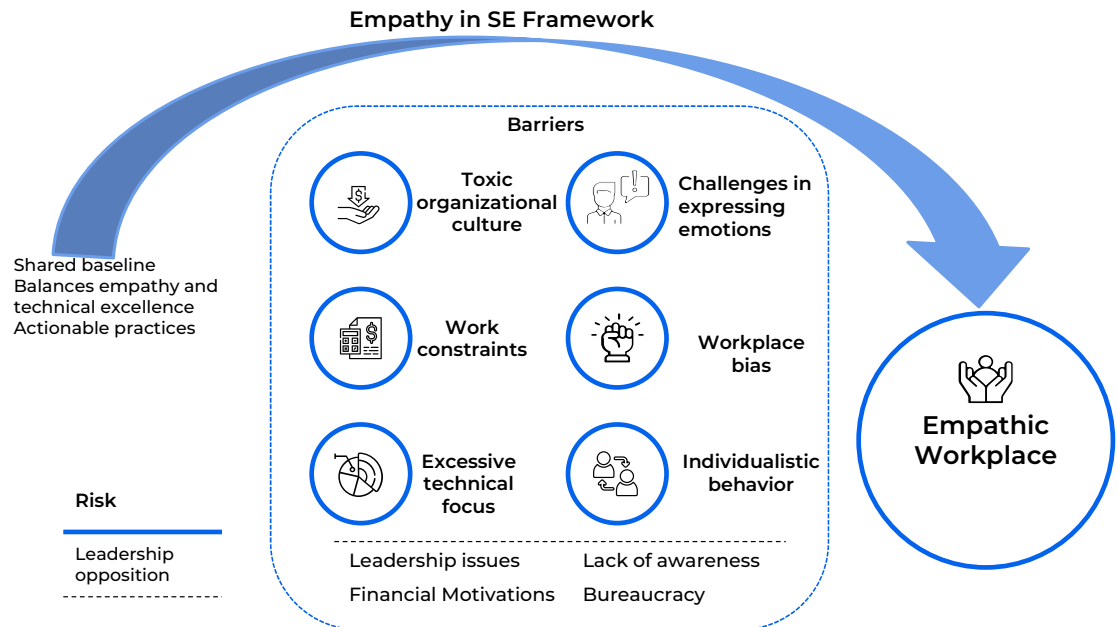 Empathy in SE Framework
Barriers
Toxic
organizational
culture
Challenges in
expressing
emotions
Shared baseline
Balances empathy and
technical excellence
Actionable practices
Work
constraints
Workplace
bias
Excessive
technical
focus
Individualistic
behavior
Empathic
Workplace
Risk
Leadership
opposition
Leadership issues
Lack of awareness
Financial Motivations
Bureaucracy